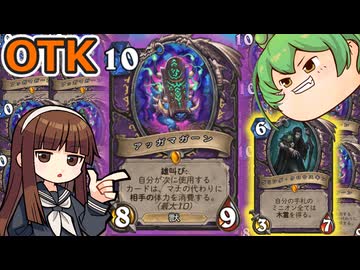 OTK
10
アッガマガーン
雄叫び:
自分が次に使用する
カードは、マナの代わりに
相手の体力を消費する。
(最大10)
獣
8
9
6
自分の手札の
ミニオン全ては
木霊を得る。
7